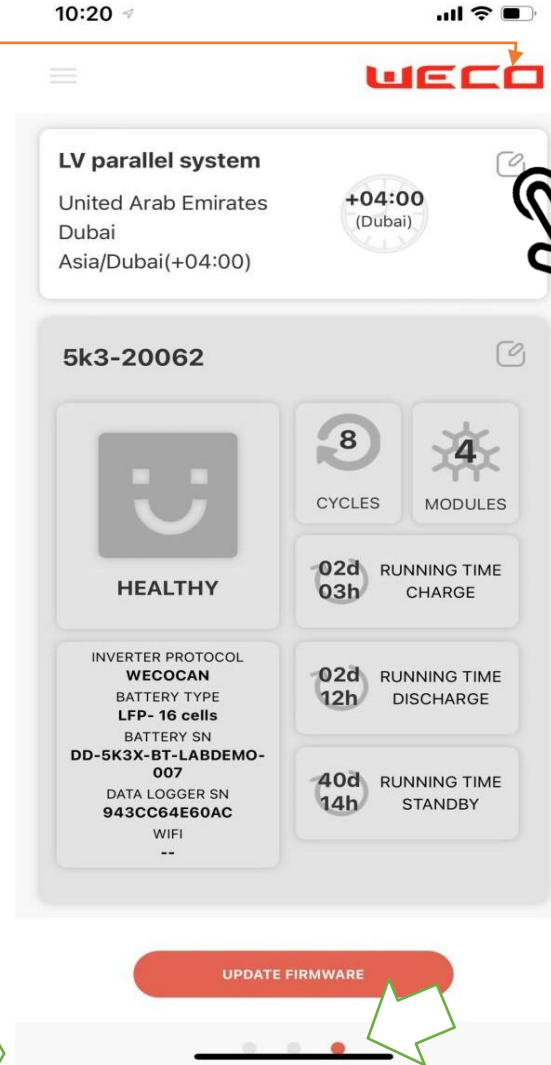 10:20
WECO
LV parallel system
United Arab Emirates
Dubai
Asia/Dubai(+04:00)
+04:00
(Dubai)
5k3-20062
HEALTHY
8
CYCLES
4
MODULES
02d
03h
RUNNING TIME
CHARGE
INVERTER PROTOCOL
WECOCAN
BATTERY TYPE
LFP- 16 cells
BATTERY SN
DD-5K3X-BT-LABDEMO-
007
DATA LOGGER SN
943CC64E60AC
WIFI
--
02d
12h
RUNNING TIME
DISCHARGE
40d
14h
RUNNING TIME
STANDBY
UPDATE FIRMWARE